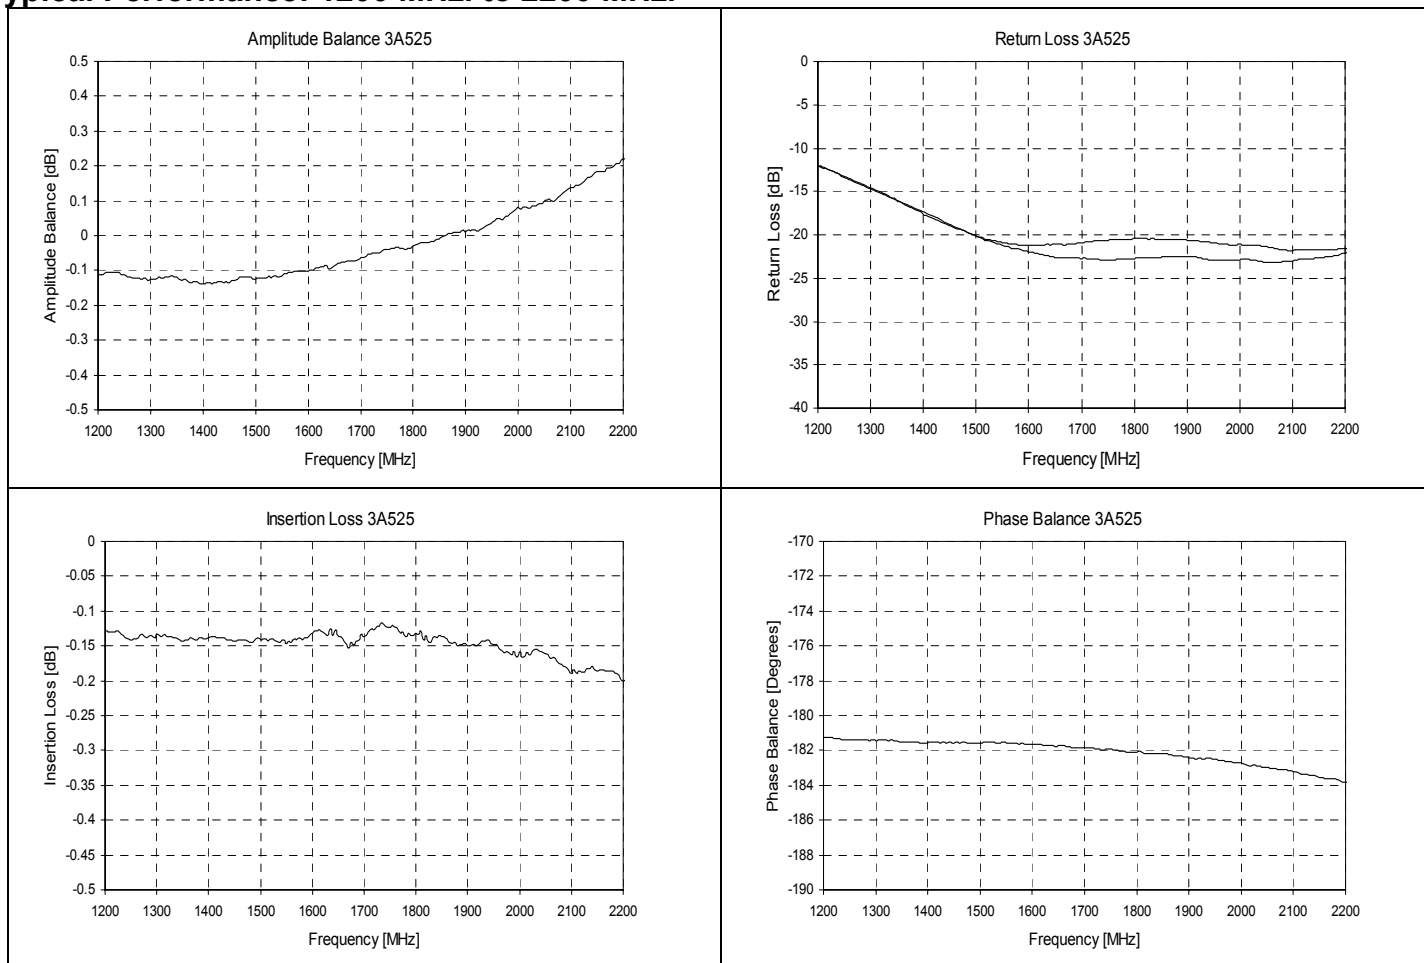 Typical Performance: 1200 MHz. to 2200 MHz.
Amplitude Balance 3A525
0.5
0.4
0.3
0.2
0.1
0
-0.1
-0.2
-0.3
-0.4
-0.5
Amplitude Balance [dB]
1200 1300 1400 1500 1600 1700 1800 1900 2000 2100 2200
Frequency [MHz]
Return Loss 3A525
0
-5
-10
-15
-20
-25
-30
-35
-40
Return Loss [dB]
1200 1300 1400 1500 1600 1700 1800 1900 2000 2100 2200
Frequency [MHz]
Insertion Loss 3A525
0
-0.05
-0.1
-0.15
-0.2
-0.25
-0.3
-0.35
-0.4
-0.45
-0.5
Insertion Loss [dB]
1200 1300 1400 1500 1600 1700 1800 1900 2000 2100 2200
Frequency [MHz]
Phase Balance 3A525
-170
-172
-174
-176
-178
-180
-182
-184
-186
-188
-190
Phase Balance [Degrees]
1200 1300 1400 1500 1600 1700 1800 1900 2000 2100 2200
Frequency [MHz]